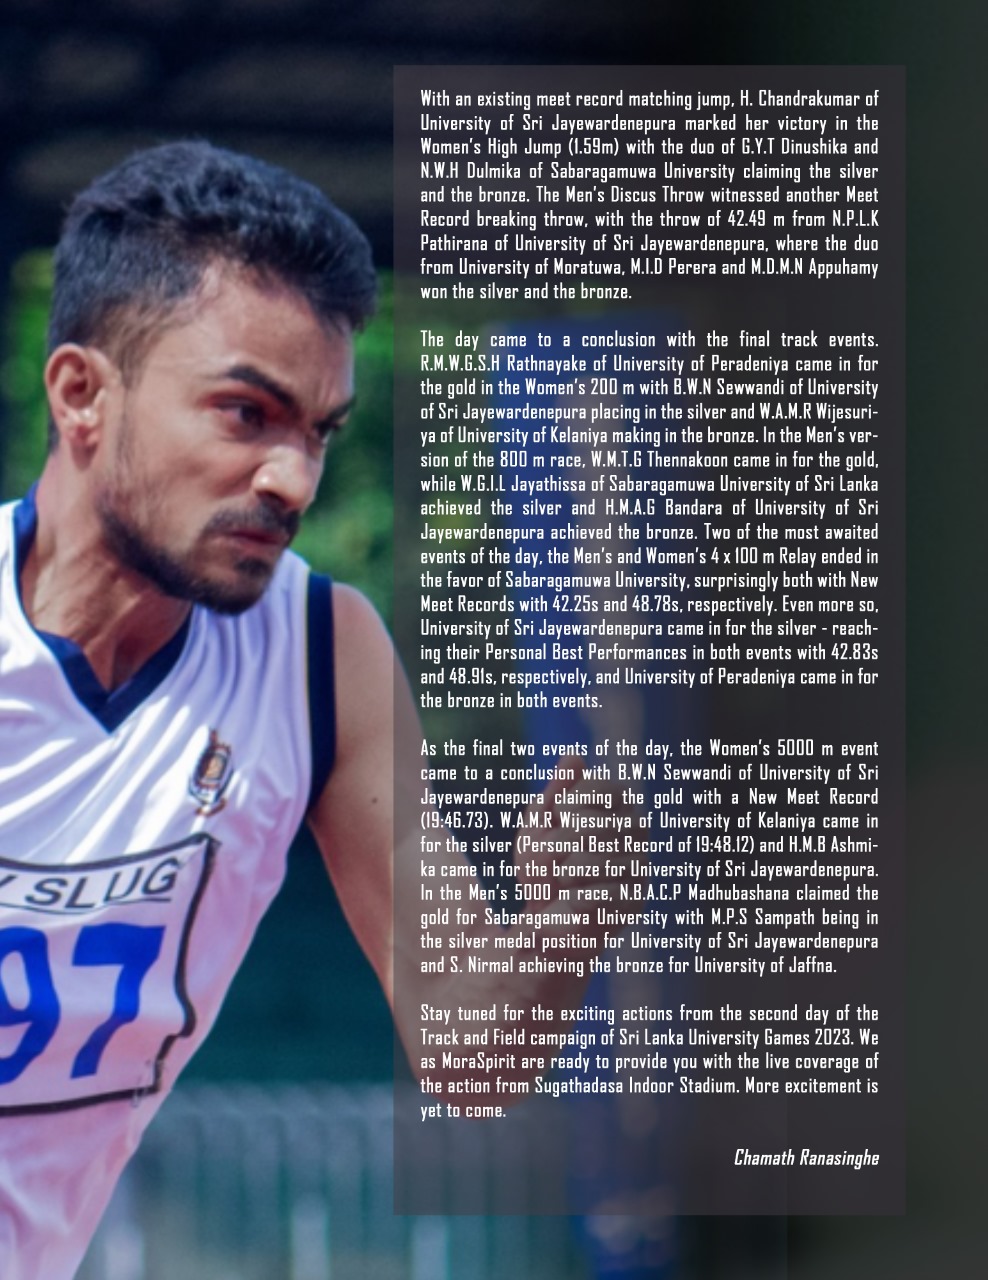 With an existing meet record matching jump, H. Chandrakumar of
University of Sri Jayewardenepura marked her victory in the
Women's High Jump (1.59m) with the duo of G.Y.T Dinushika and
N.W.H Dulmika of Sabaragamuwa University claiming the silver
and the bronze. The Men's Discus Throw witnessed another Meet
Record breaking throw, with the throw of 42.49 m from N.P.L.K
Pathirana of University of Sri Jayewardenepura, where the duo
from University of Moratuwa, M.I.D Perera and M.D.M.N Appuhamy
won the silver and the bronze.
The day came to a conclusion with the final track events.
R.M.W.G.S.H Rathnayake of University of Peradeniya came in for
the gold in the Women's 200 m with B.W.N Sewwandi of University
of Sri Jayewardenepura placing in the silver and W.A.M.R Wijesuri-
ya of University of Kelaniya making in the bronze. In the Men's ver-
sion of the 800 m race, W.M.T.G Thennakoon came in for the gold,
while W.G.I.L Jayathissa of Sabaragamuwa University of Sri Lanka
achieved the silver and H.M.A.G Bandara of University of Sri
Jayewardenepura achieved the bronze. Two of the most awaited
events of the day, the Men's and Women's 4 x 100 m Relay ended in
the favor of Sabaragamuwa University, surprisingly both with New
Meet Records with 42.25s and 48.78s, respectively. Even more so,
University of Sri Jayewardenepura came in for the silver - reach-
ing their Personal Best Performances in both events with 42.83s
and 48.91s, respectively, and University of Peradeniya came in for
the bronze in both events.
As the final two events of the day, the Women's 5000 m event
came to a conclusion with B.W.N Sewwandi of University of Sri
Jayewardenepura claiming the gold with a New Meet Record
(19:46.73). W.A.M.R Wijesuriya of University of Kelaniya came in
for the silver (Personal Best Record of 19:48.12) and H.M.B Ashmi-
ka came in for the bronze for University of Sri Jayewardenepura.
In the Men's 5000 m race, N.B.A.C.P Madhubashana claimed the
gold for Sabaragamuwa University with M.P.S Sampath being in
the silver medal position for University of Sri Jayewardenepura
and S. Nirmal achieving the bronze for University of Jaffna.
Stay tuned for the exciting actions from the second day of the
Track and Field campaign of Sri Lanka University Games 2023. We
as MoraSpirit are ready to provide you with the live coverage of
the action from Sugathadasa Indoor Stadium. More excitement is
yet to come.
Chamath Ranasinghe
SLUG
97